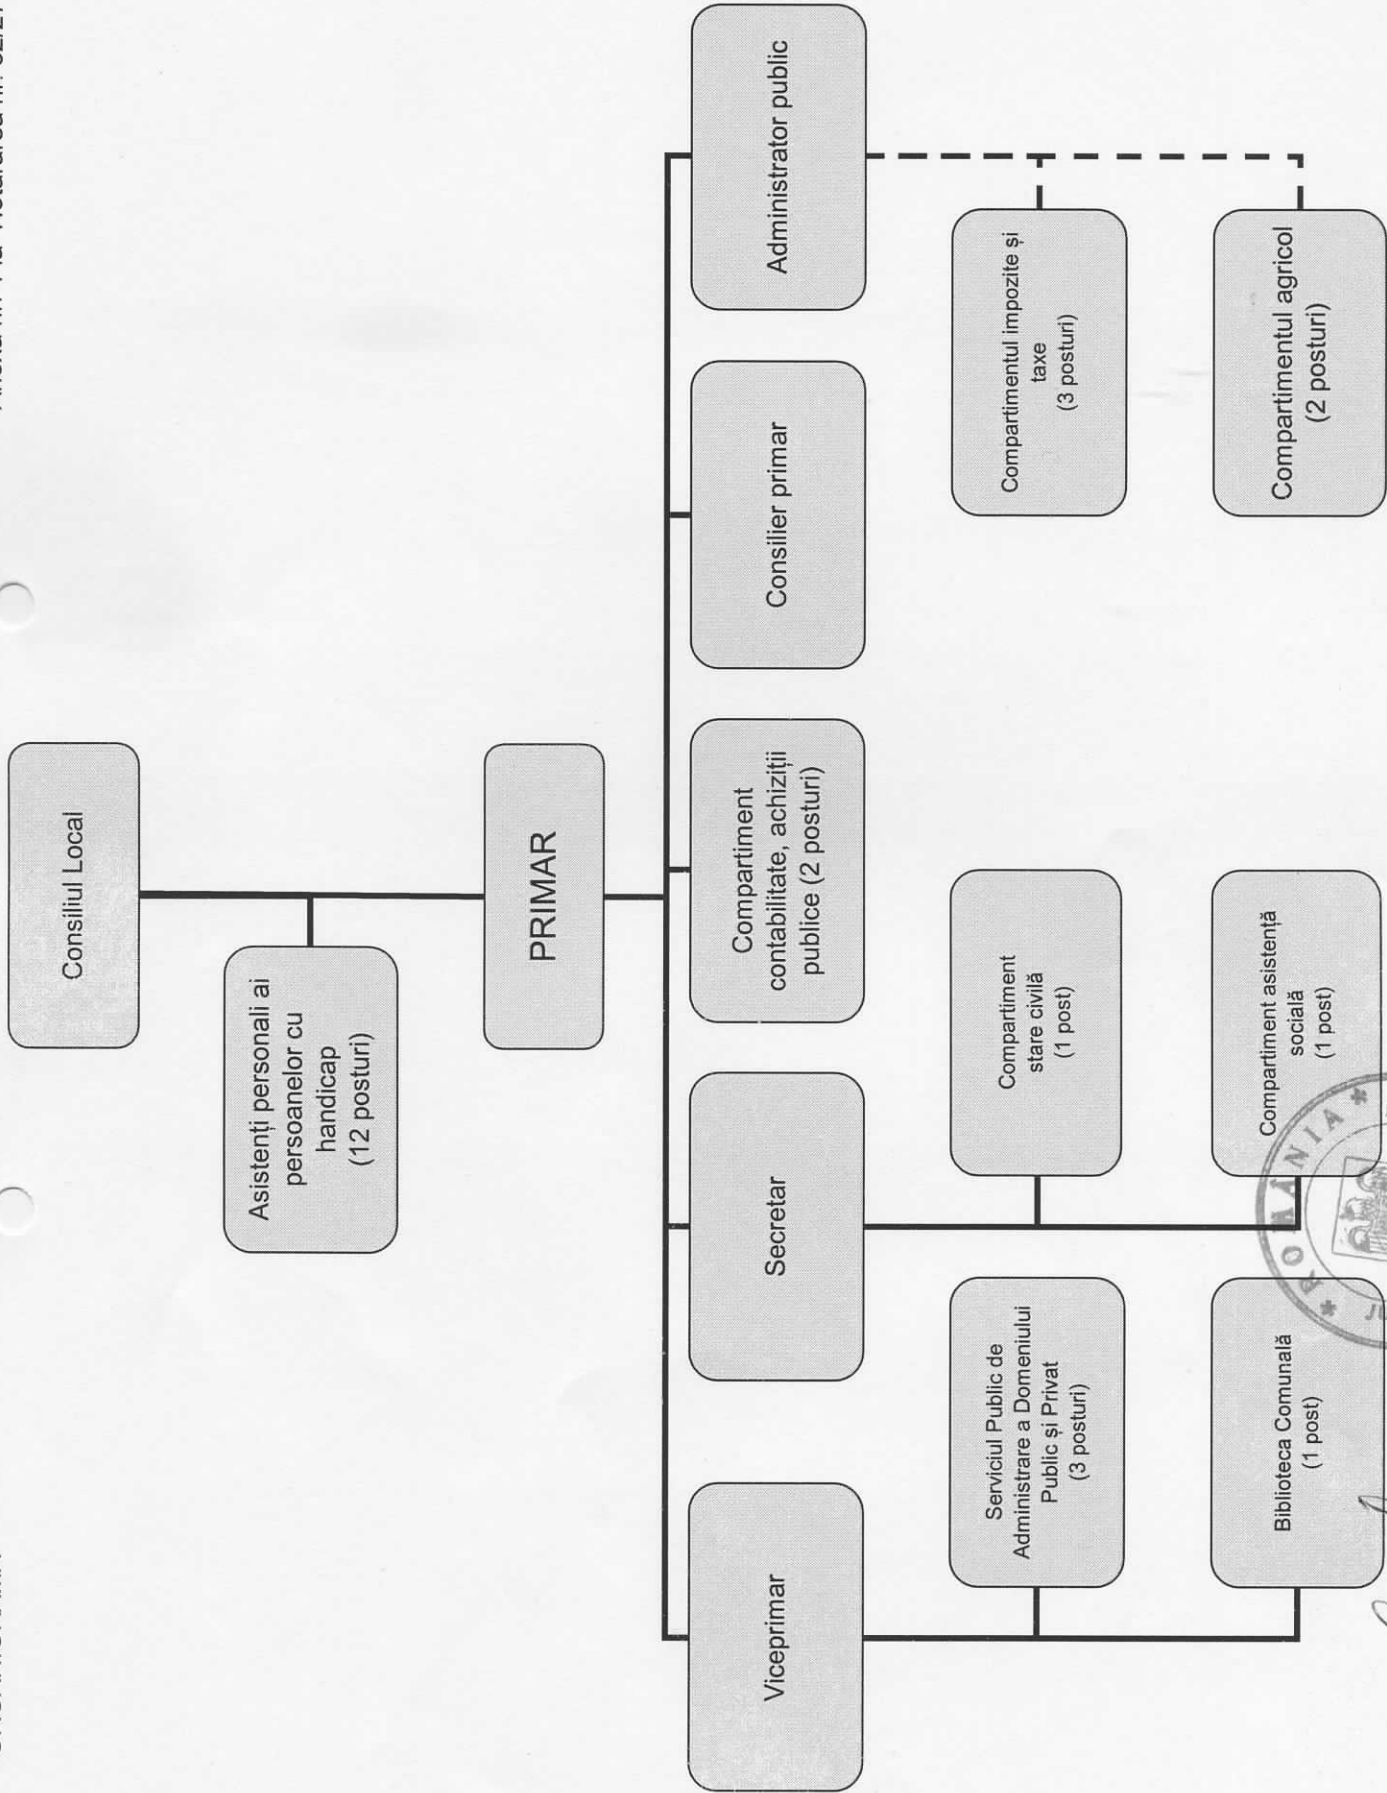 Consiliul Local
Asistenți personali ai
persoanelor cu
handicap
(12 posturi)
PRIMAR
Viceprimar
Secretar
Compartiment
contabilitate, achiziții
publice (2 posturi)
Consilier primar
Administrator public
Serviciul Public de
Administrare a Domeniului
Public și Privat
(3 posturi)
Compartiment
stare civilă
(1 post)
Compartimentul impozite și
taxe
(3 posturi)
Biblioteca Comunală
(1 post)
Compartiment asistență
socială
(1 post)
Compartimentul agricol
(2 posturi)
* ROMÂNIA *